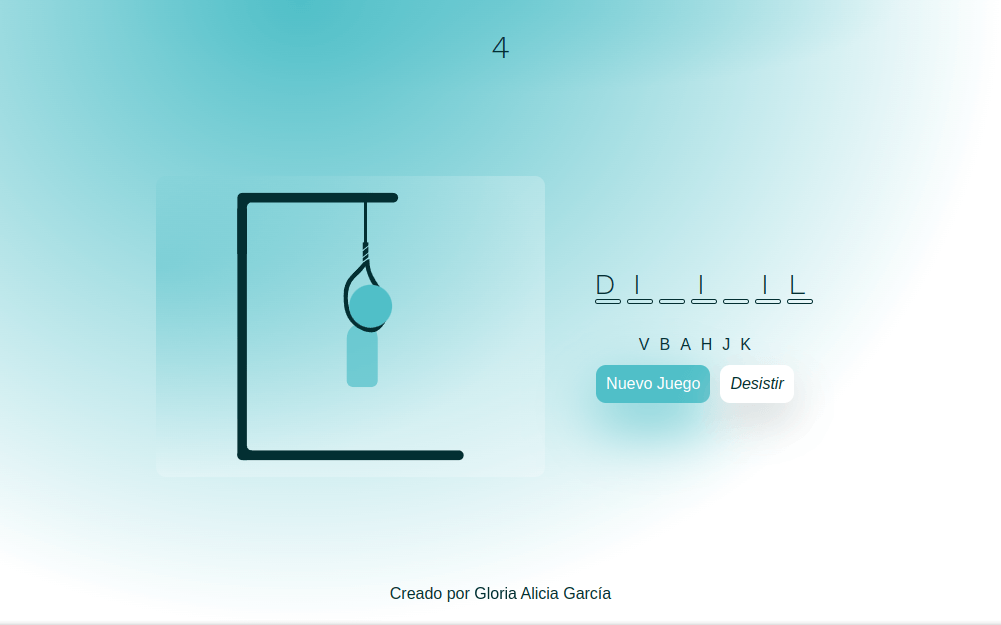 4
D I _ I _ I L
V B A H J K
Nuevo Juego Desistir
Creado por Gloria Alicia García